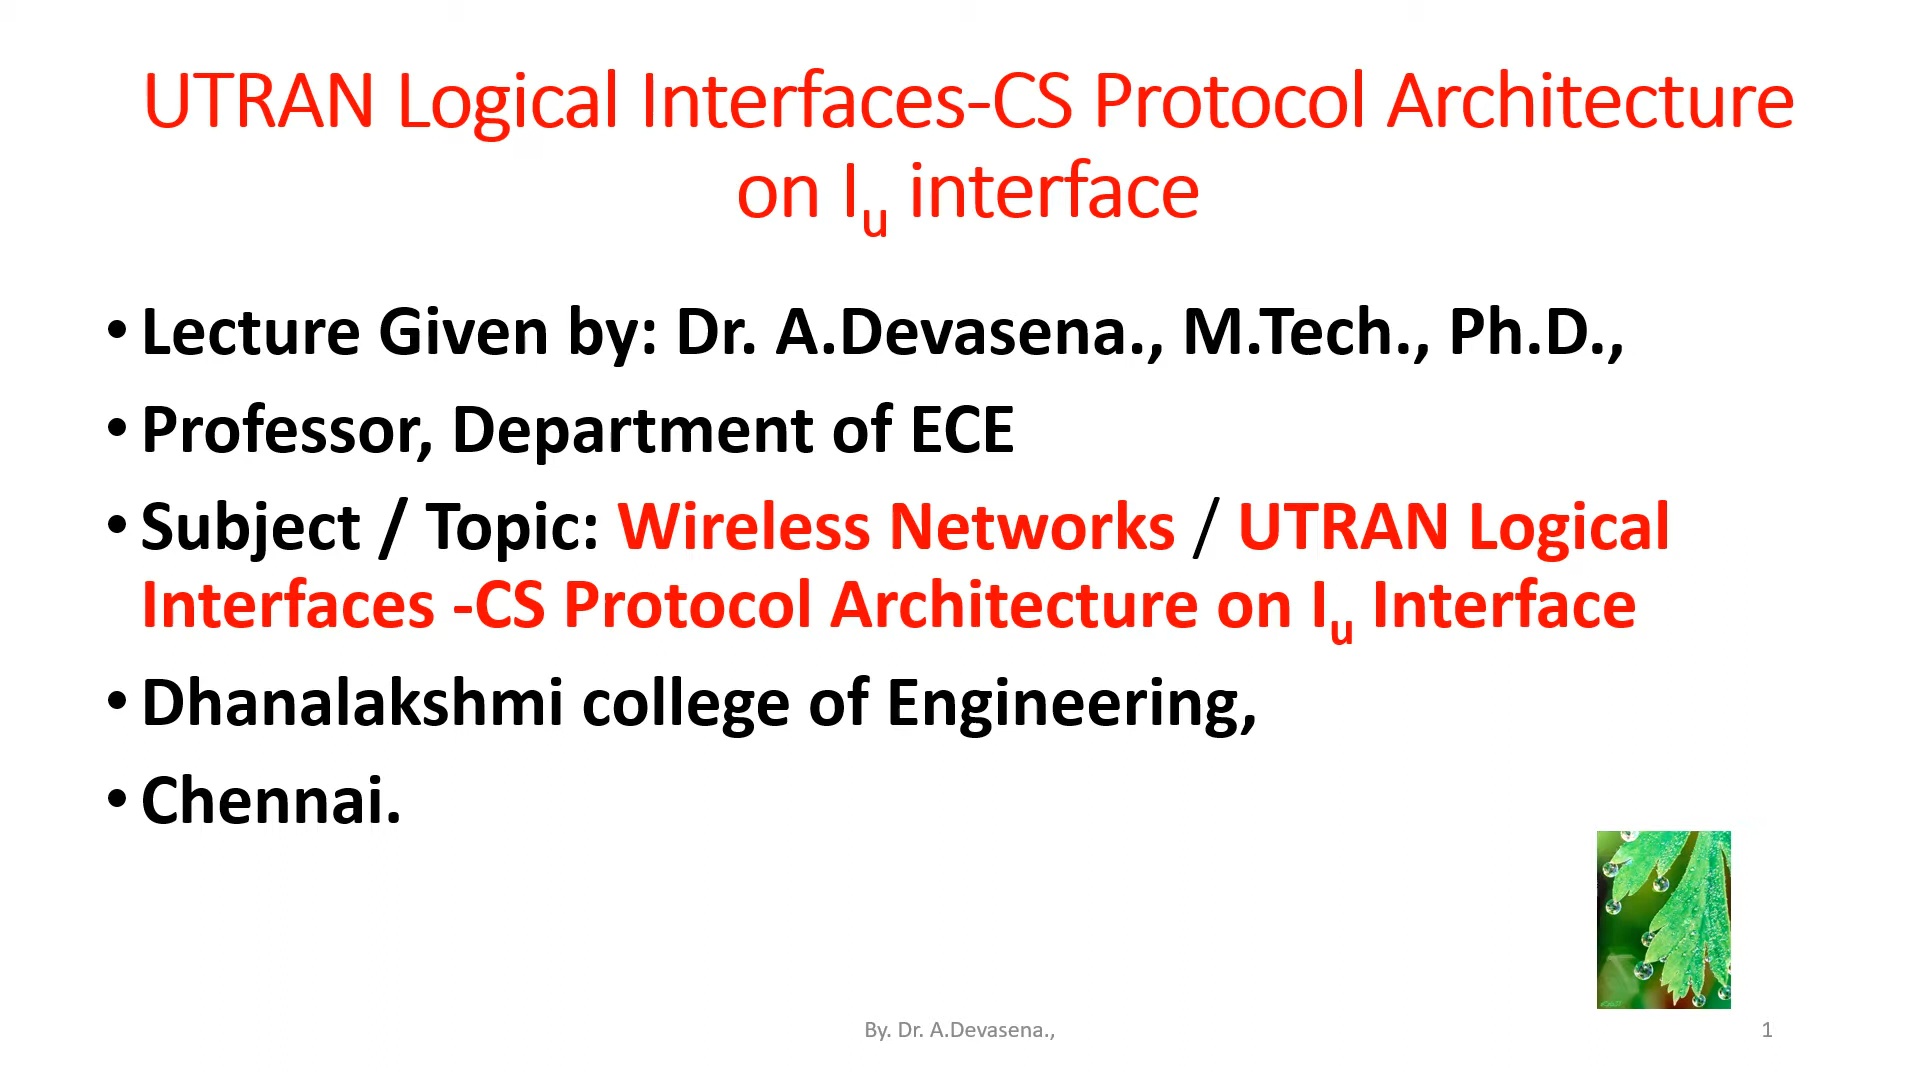 UTRAN Logical Interfaces-CS Protocol Architecture
on Iu interface
• Lecture Given by: Dr. A.Devasena., M.Tech., Ph.D.,
• Professor, Department of ECE
• Subject / Topic: Wireless Networks / UTRAN Logical
Interfaces -CS Protocol Architecture on Iu Interface
• Dhanalakshmi college of Engineering,
• Chennai.
By. Dr. A.Devasena.,
1